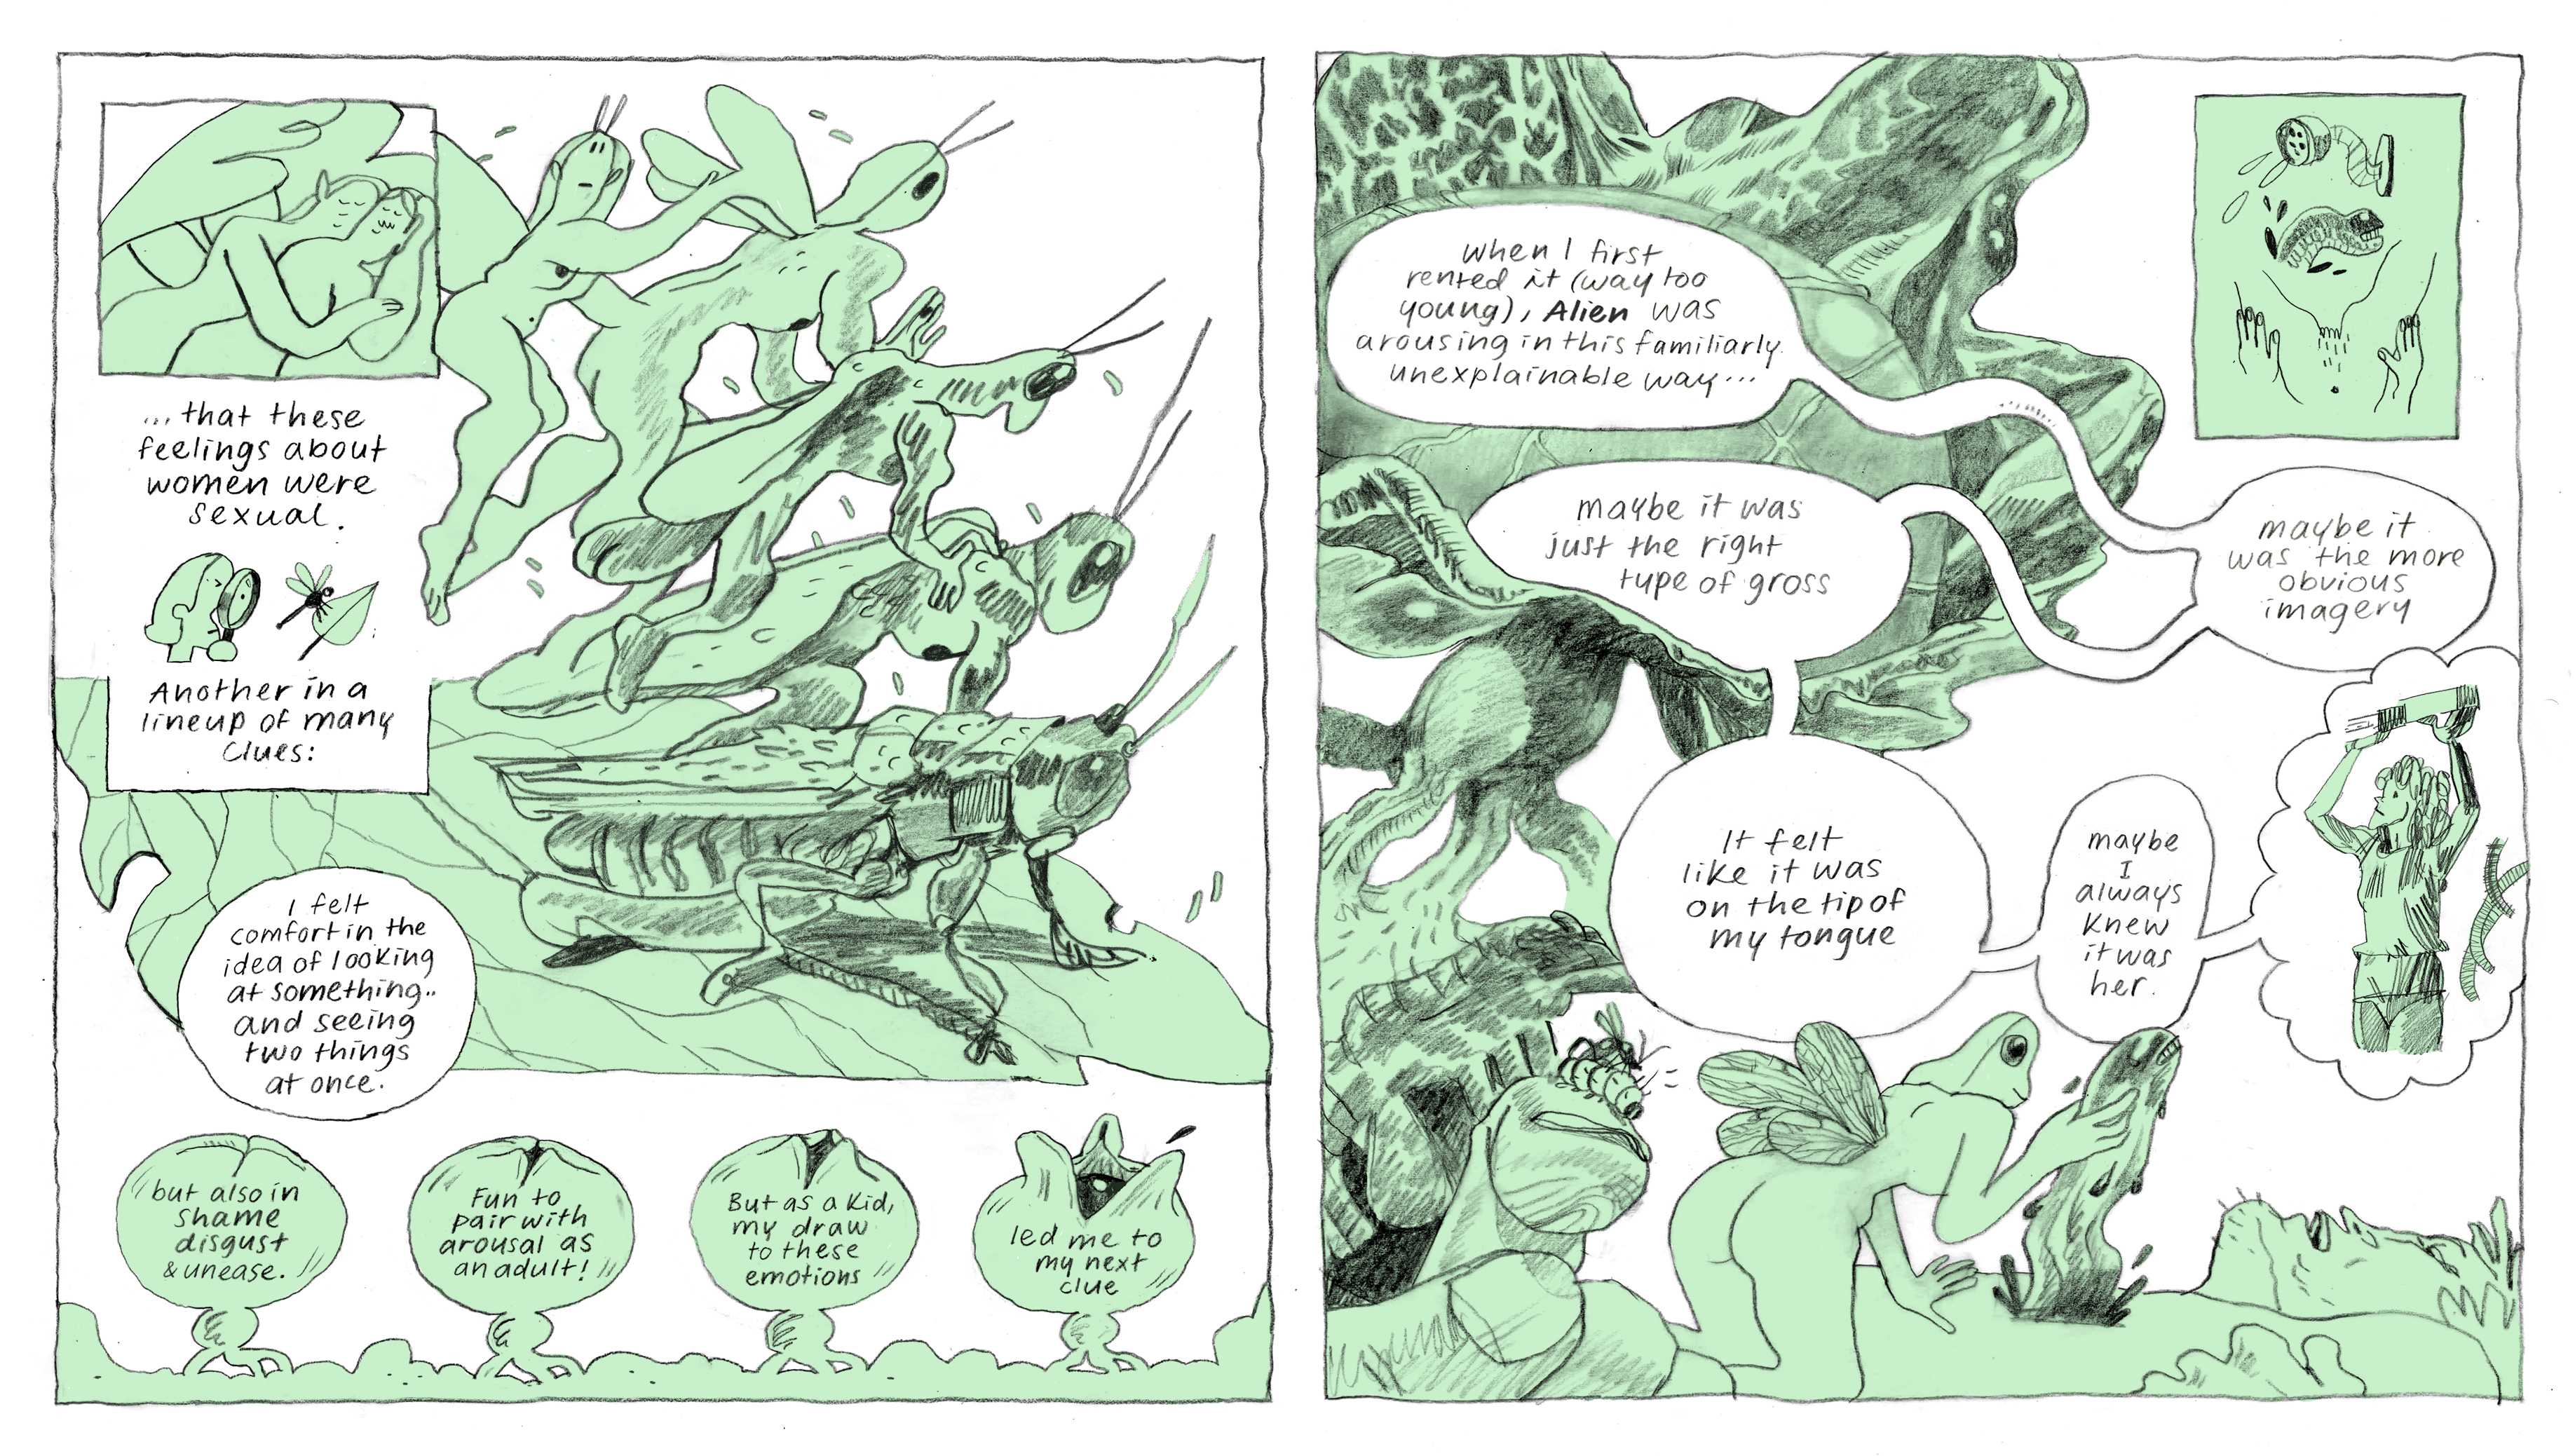 ...that these
feelings about
women were
sexual.
Another in a
lineup of many
clues:
I felt
comfort in the
idea of looking
at something..
and seeing
two things
at once.
but also in
shame
disgust
& unease.
Fun to
pair with
arousal as
an adult!
But as a kid,
my draw
to these
emotions
led me to
my next
clue
when I first
rented it (way too
young), Alien was
arousing in this familiarly
unexplainable way...
maybe it
was the more
obvious
imagery
maybe it was
just the right
type of gross
It felt
like it was
on the tip of
my tongue
maybe
I
always
knew
it was
her.